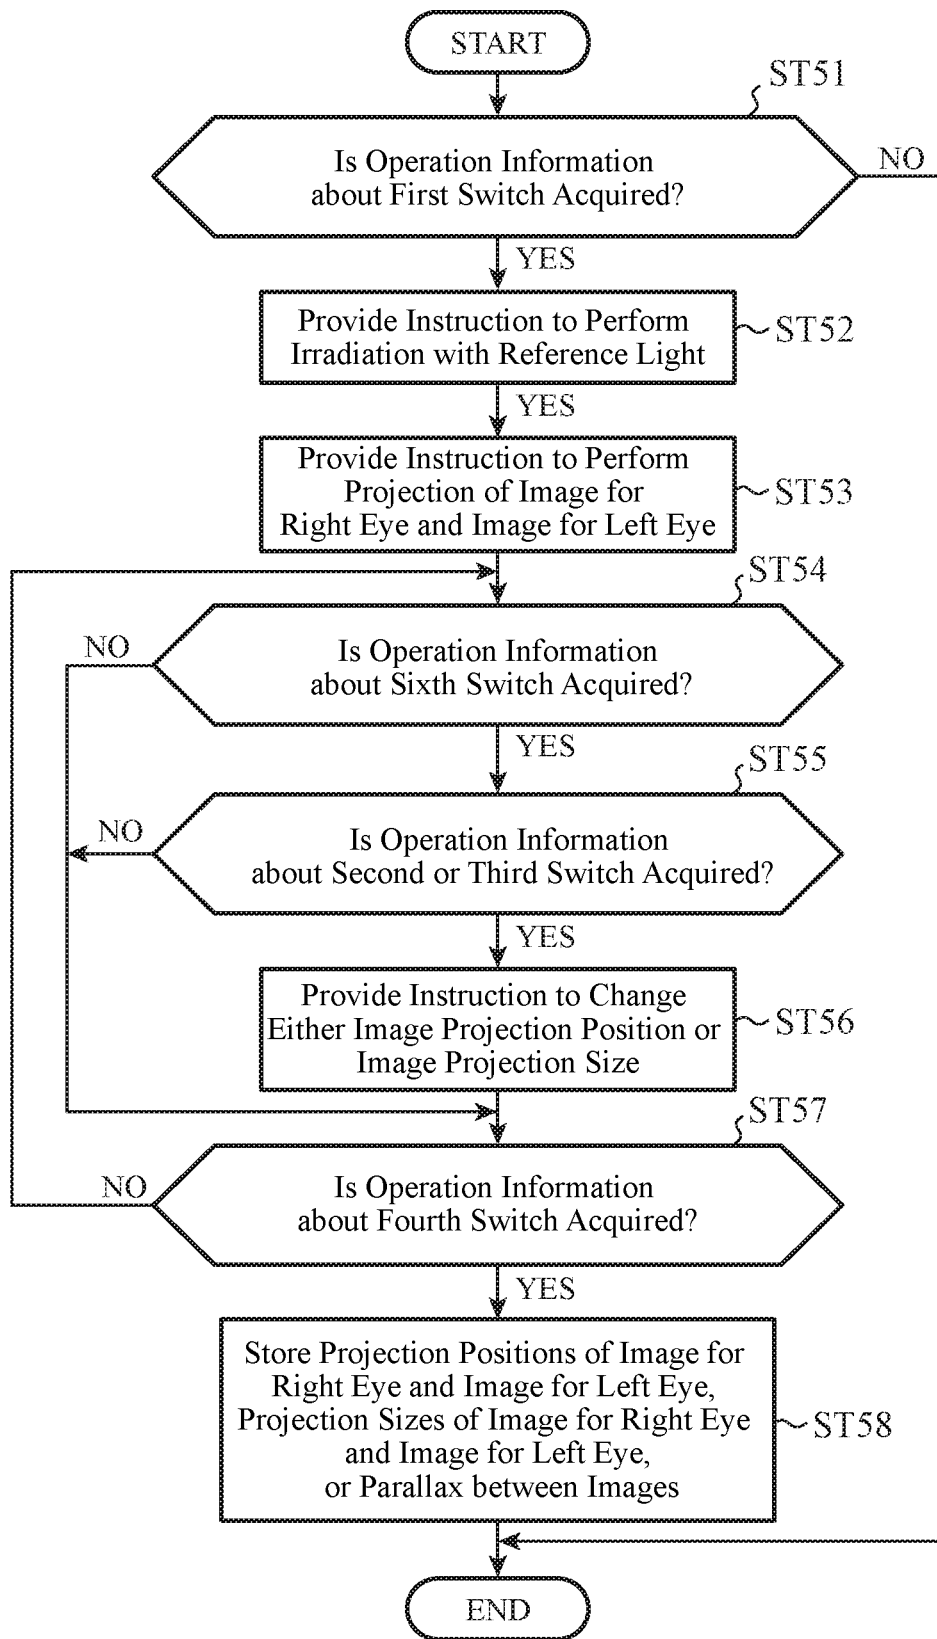 START
ST51
Is Operation Information
about First Switch Acquired?
NO
YES
Provide Instruction to Perform
Irradiation with Reference Light
ST52
YES
Provide Instruction to Perform
Projection of Image for
Right Eye and Image for Left Eye
ST53
ST54
NO
Is Operation Information
about Sixth Switch Acquired?
YES
ST55
NO
Is Operation Information
about Second or Third Switch Acquired?
YES
Provide Instruction to Change
Either Image Projection Position or
Image Projection Size
ST56
ST57
NO
Is Operation Information
about Fourth Switch Acquired?
YES
Store Projection Positions of Image for
Right Eye and Image for Left Eye,
Projection Sizes of Image for Right Eye
and Image for Left Eye,
or Parallax between Images
ST58
END